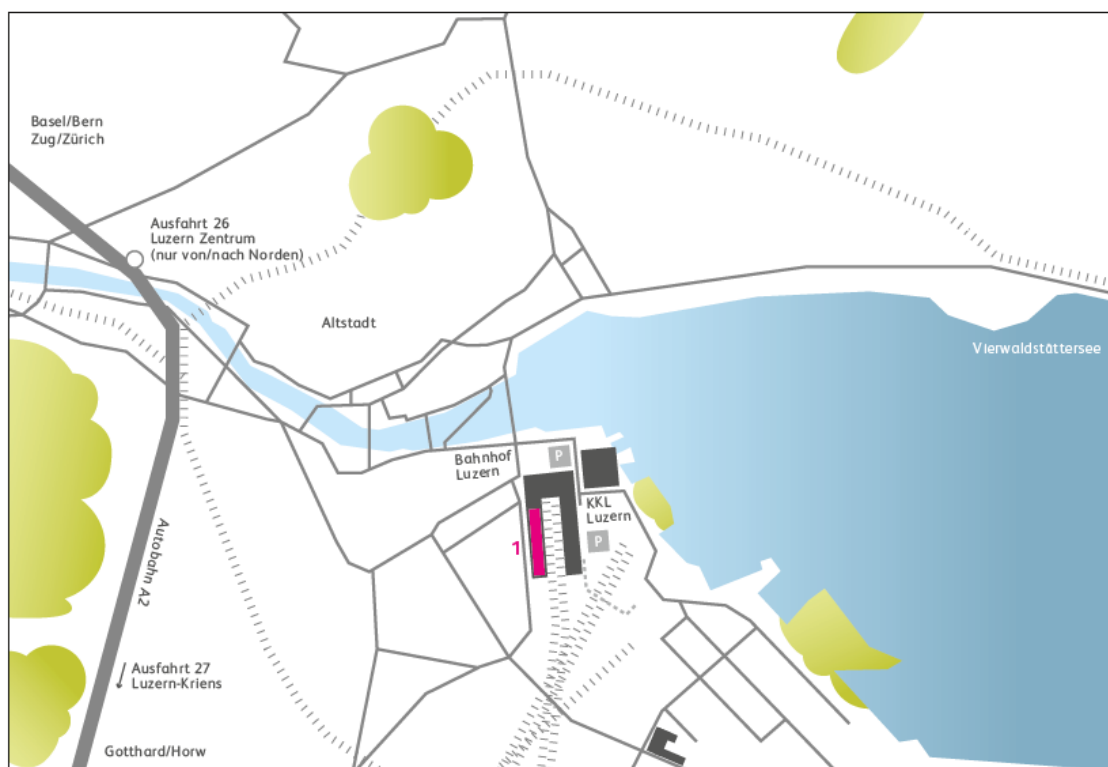 Basel/Bern
Zug/Zürich
Ausfahrt 26
Luzern Zentrum
(nur von/nach Norden)
Altstadt
Vierwaldstättersee
Bahnhof
Luzern
P
KKL
Luzern
P
1
Autobahn A2
Ausfahrt 27
Luzern-Kriens
Gotthard/Horw